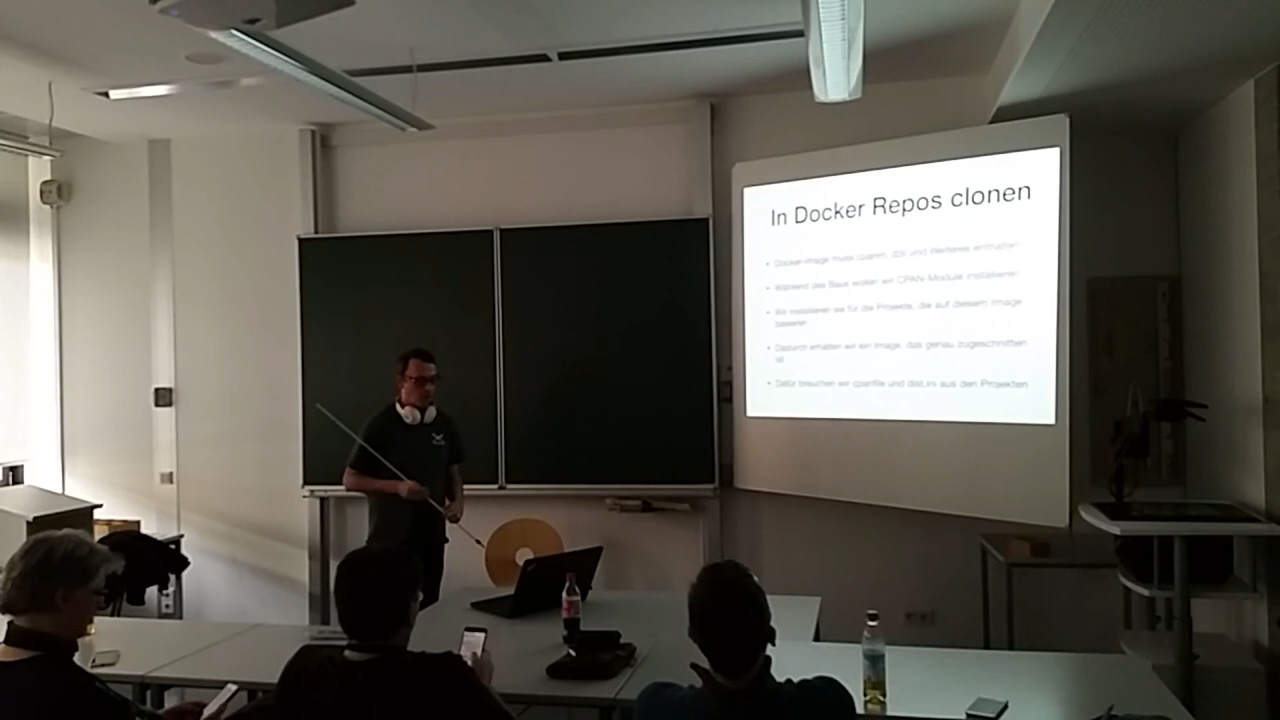 In Docker Repos clonen
Docker-Image muss cpanm, dzil und Weiteres enthalten
Während des Baus wollen wir CPAN-Module installieren
Wir installieren sie für die Projekte, die auf diesem Image
basieren
Dadurch erhalten wir ein Image, das genau zugeschnitten
ist
Dafür brauchen wir cpanfile und dist.ini aus den Projekten